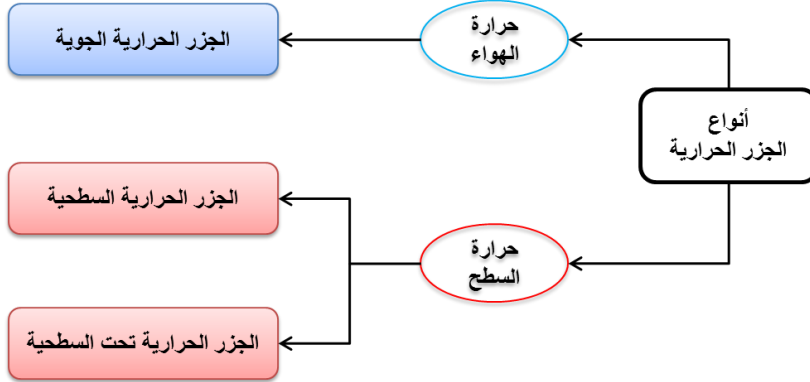 أنواع
الجزر الحرارية
حرارة
الهواء
الجزر الحرارية الجوية
حرارة
السطح
الجزر الحرارية السطحية
الجزر الحرارية تحت السطحية